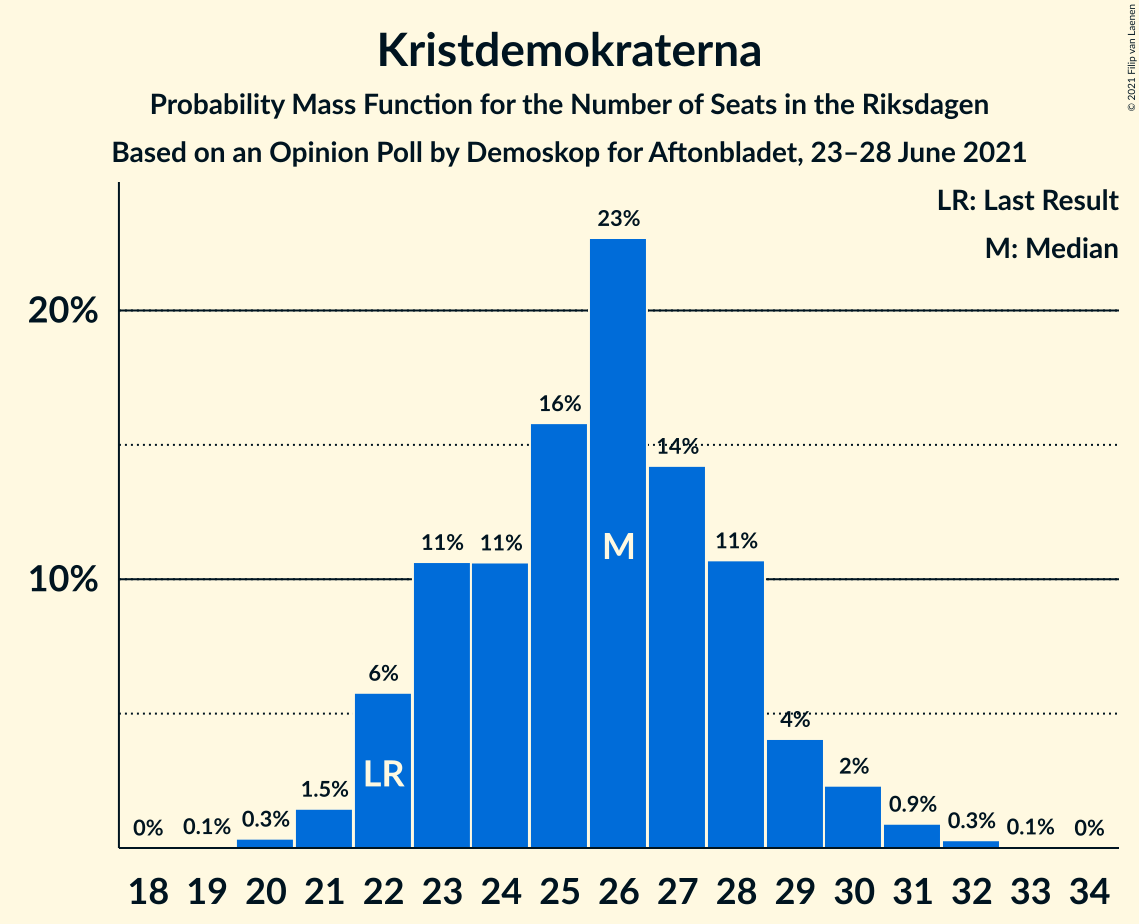 Kristdemokraterna
Probability Mass Function for the Number of Seats in the Riksdagen
Based on an Opinion Poll by Demoskop for Aftonbladet, 23–28 June 2021
© 2021 Filip van Laenen
LR: Last Result
M: Median
20%
10%
0%
0.1%
0.3%
1.5%
6%
11%
11%
16%
23%
14%
11%
4%
2%
0.9%
0.3%
0.1%
0%
LR
M
18 19 20 21 22 23 24 25 26 27 28 29 30 31 32 33 34